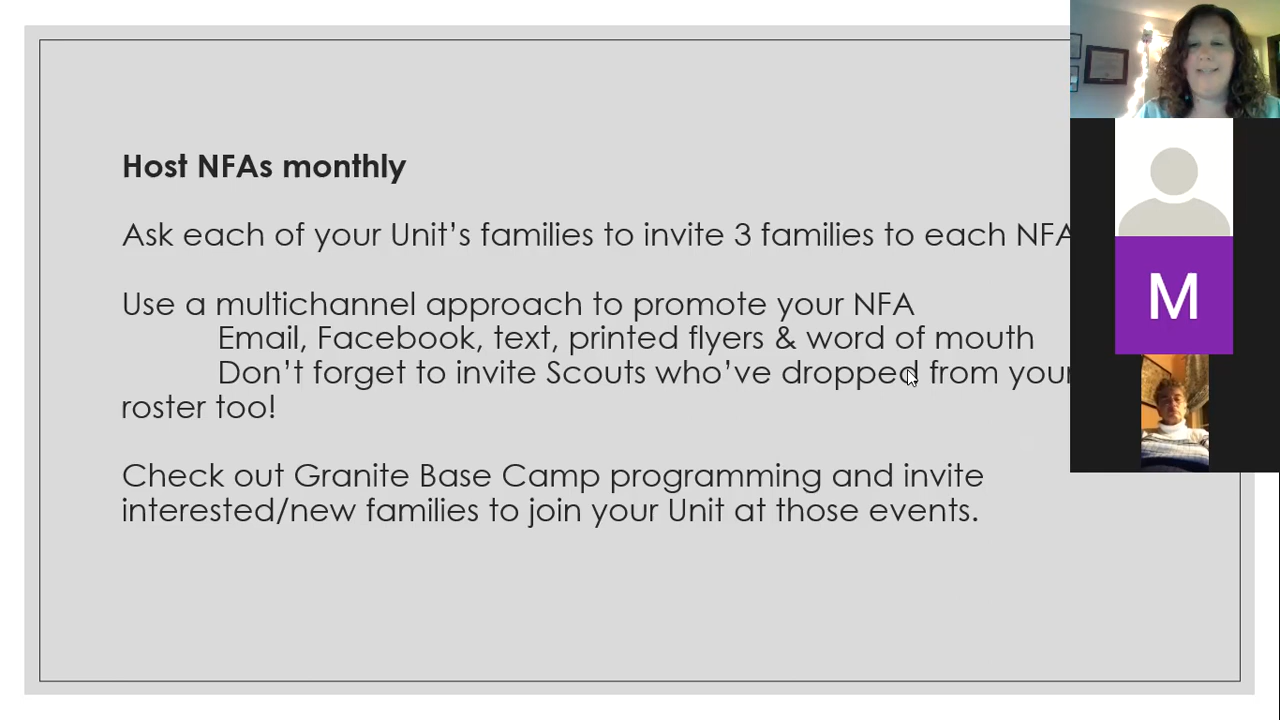 Host NFAs monthly
Ask each of your Unit’s families to invite 3 families to each NFA
Use a multichannel approach to promote your NFA
Email, Facebook, text, printed flyers & word of mouth
Don’t forget to invite Scouts who’ve dropped from your
roster too!
Check out Granite Base Camp programming and invite
interested/new families to join your Unit at those events.
M